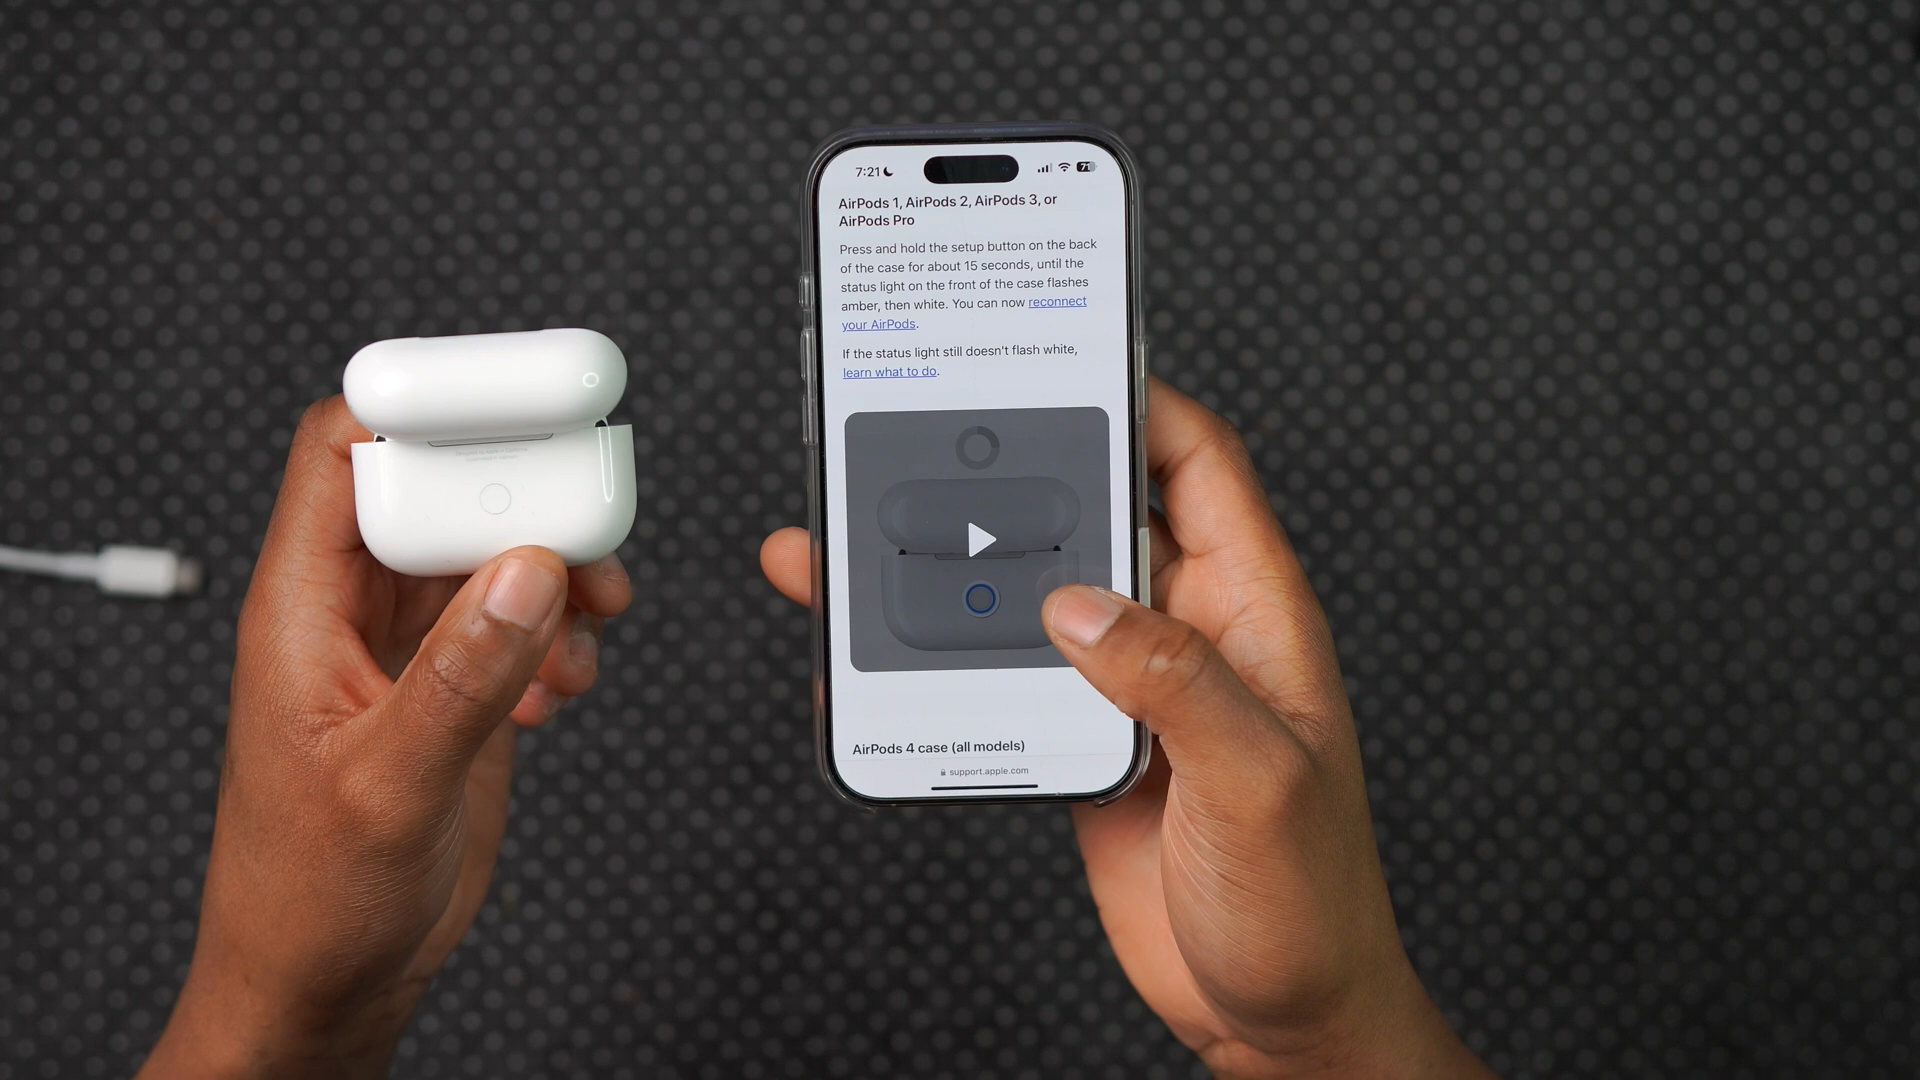 7:21
71
AirPods 1, AirPods 2, AirPods 3, or
AirPods Pro
Press and hold the setup button on the back
of the case for about 15 seconds, until the
status light on the front of the case flashes
amber, then white. You can now reconnect
your AirPods.
If the status light still doesn't flash white,
learn what to do.
AirPods 4 case (all models)
support.apple.com